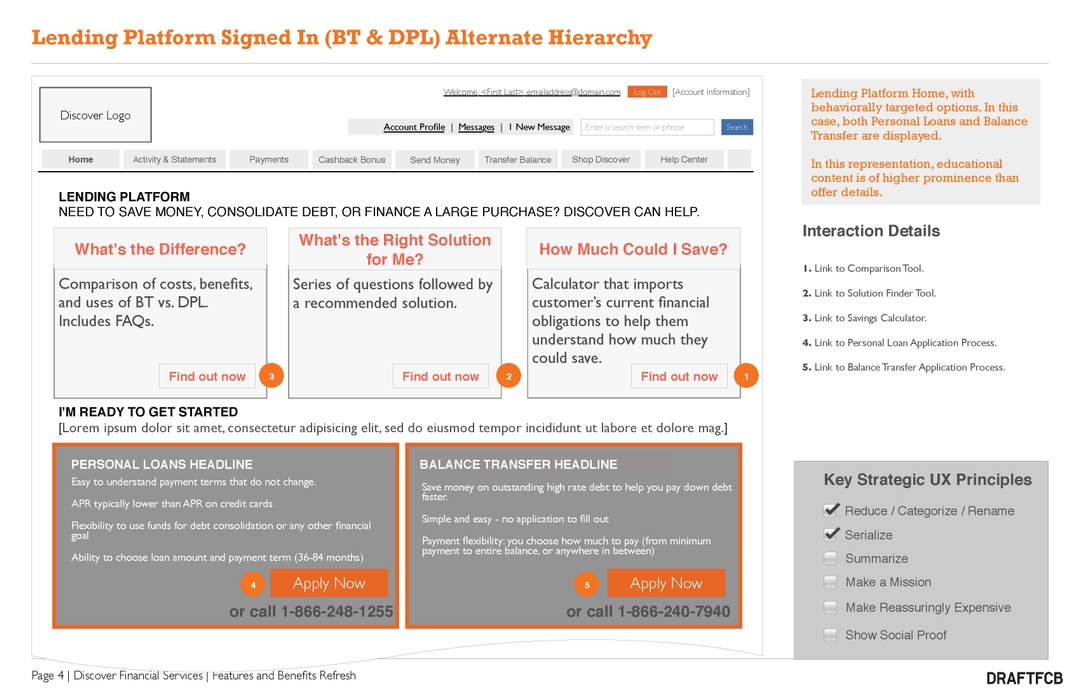 Lending Platform Signed In (BT & DPL) Alternate Hierarchy
Discover Logo
Welcome, <First Last>, emailaddress@domain.com
Log Out
[Account Information]
Account Profile | Messages | 1 New Message
Enter a search term or phrase
Search
Home
Activity & Statements
Payments
Cashback Bonus
Send Money
Transfer Balance
Shop Discover
Help Center
LENDING PLATFORM
NEED TO SAVE MONEY, CONSOLIDATE DEBT, OR FINANCE A LARGE PURCHASE? DISCOVER CAN HELP.
What's the Difference?
Comparison of costs, benefits,
and uses of BT vs. DPL.
Includes FAQs.
Find out now
3
What's the Right Solution
for Me?
Series of questions followed by
a recommended solution.
Find out now
2
How Much Could I Save?
Calculator that imports
customer's current financial
obligations to help them
understand how much they
could save.
Find out now
1
I'M READY TO GET STARTED
[Lorem ipsum dolor sit amet, consectetur adipisicing elit, sed do eiusmod tempor incididunt ut labore et dolore mag.]
PERSONAL LOANS HEADLINE
Easy to understand payment terms that do not change.
APR typically lower than APR on credit cards
Flexibility to use funds for debt consolidation or any other financial
goal
Ability to choose loan amount and payment term (36-84 months)
4
Apply Now
or call 1-866-248-1255
BALANCE TRANSFER HEADLINE
Save money on outstanding high rate debt to help you pay down debt
faster.
Simple and easy - no application to fill out
Payment flexibility: you choose how much to pay (from minimum
payment to entire balance, or anywhere in between)
5
Apply Now
or call 1-866-240-7940
Lending Platform Home, with
behaviorally targeted options. In this
case, both Personal Loans and Balance
Transfer are displayed.
In this representation, educational
content is of higher prominence than
offer details.
Interaction Details
1. Link to Comparison Tool.
2. Link to Solution Finder Tool.
3. Link to Savings Calculator.
4. Link to Personal Loan Application Process.
5. Link to Balance Transfer Application Process.
Key Strategic UX Principles
Reduce / Categorize / Rename
Serialize
Summarize
Make a Mission
Make Reassuringly Expensive
Show Social Proof
Page 4 | Discover Financial Services | Features and Benefits Refresh
DRAFTFCB